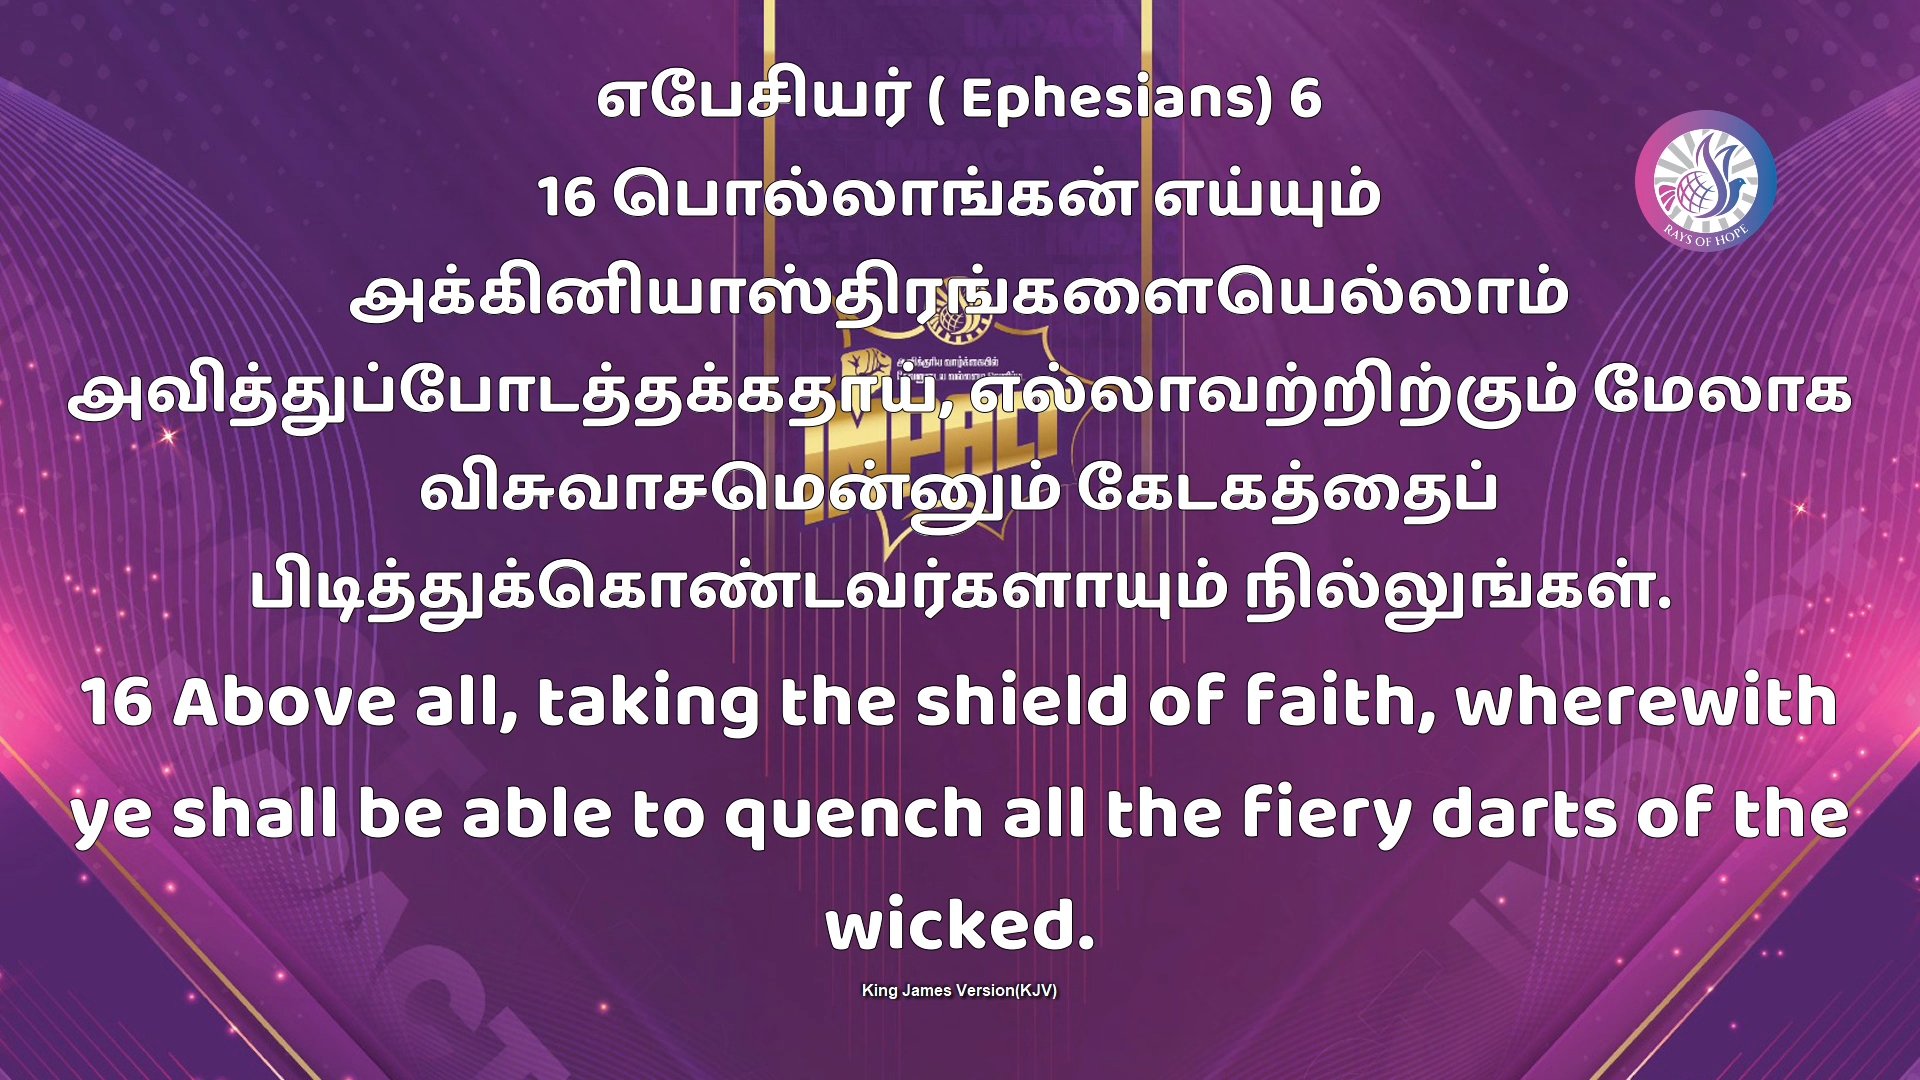 எபேசியர் ( Ephesians) 6
16 பொல்லாங்கன் எய்யும்
அக்கினியாஸ்திரங்களையெல்லாம்
அவித்துப்போடத்தக்கதாய், எல்லாவற்றிற்கும் மேலாக
விசுவாசமென்னும் கேடகத்தைப்
பிடித்துக்கொண்டவர்களாயும் நில்லுங்கள்.
16 Above all, taking the shield of faith, wherewith
ye shall be able to quench all the fiery darts of the
wicked.
King James Version(KJV)
RAYS OF HOPE
IMPACT